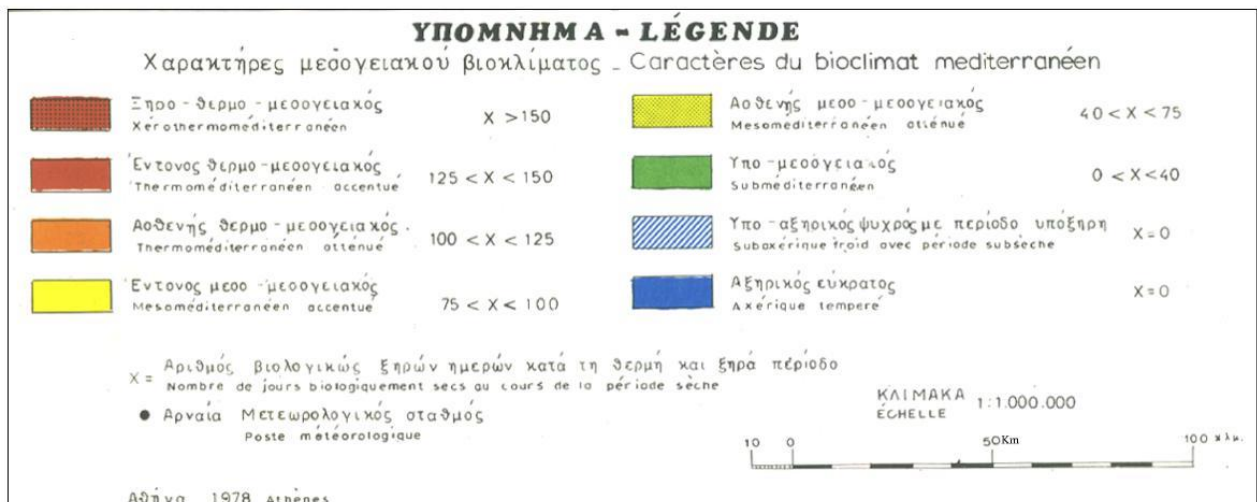 ΥΠΟΜΝΗΜΑ - LÉGENDE
Χαρακτήρες μεσογειακού βιοκλίματος - Caractères du bioclimat mediterranéen
Ξηρο - θερμο - μεσογειακός
Xérothermoméditerranéen
X > 150
Έντονος θερμο - μεσογειακός
Thermoméditerranéen accentué
125 < X < 150
Ασθενής θερμο - μεσογειακός.
Thermoméditerranéen atténué
100 < X < 125
Έντονος μεσο - μεσογειακός
Mesoméditerranéen accentué
75 < X < 100
Ασθενής μεσο - μεσογειακός
Mesoméditerranéen atténué
40 < X < 75
Υπο - μεσογειακός
Subméditerranéen
0 < X < 40
Υπο - αξηρικός ψυχρός με περίοδο υπόξηρη
Subaxérique froid avec période subsèche
X = 0
Αξηρικός εύκρατος
Axérique temperé
X = 0
X = Αριθμός βιολογικώς ξηρών ημερών κατά τη θερμή και ξηρά περίοδο
Nombre de jours biologiquement secs au cours de la période sèche
● Αρναία Μετεωρολογικός σταθμός
Poste météorologique
ΚΛΙΜΑΚΑ
ÉCHELLE
1:1.000.000
10 0 50Km 100 χλμ.
Αθήνα 1978 Athènes